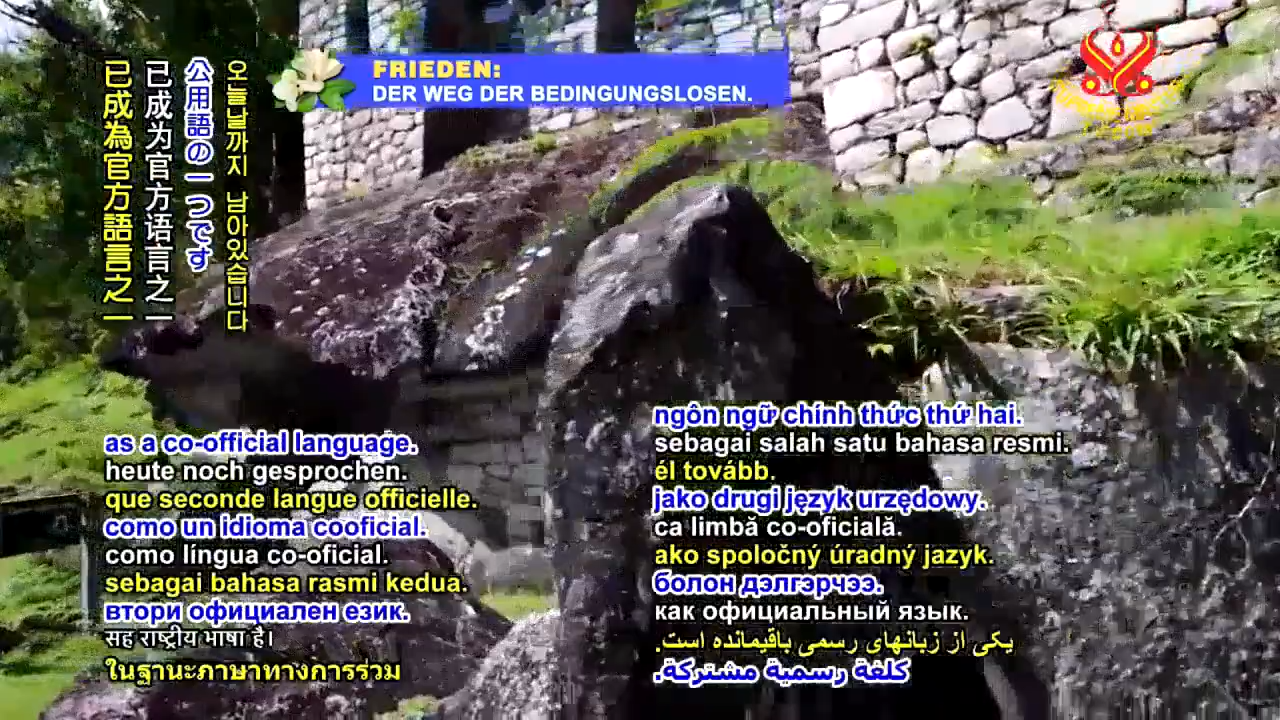 FRIEDEN:
DER WEG DER BEDINGUNGSLOSEN.
已成為官方語言之一
已成为官方语言之一
公用語の一つです
오늘날까지 남아있습니다
as a co-official language.
heute noch gesprochen.
que seconde langue officielle.
como un idioma cooficial.
como língua co-oficial.
sebagai bahasa rasmi kedua.
втори официален език.
सह राष्ट्रीय भाषा है।
ในฐานะภาษาทางการร่วม
ngôn ngữ chính thức thứ hai.
sebagai salah satu bahasa resmi.
él tovább.
jako drugi język urzędowy.
ca limbă co-oficială.
ako spoločný úradný jazyk.
болон дэлгэрчээ.
как официальный язык.
یکی از زبانهای رسمی باقیمانده است.
كلغة رسمية مشتركة.